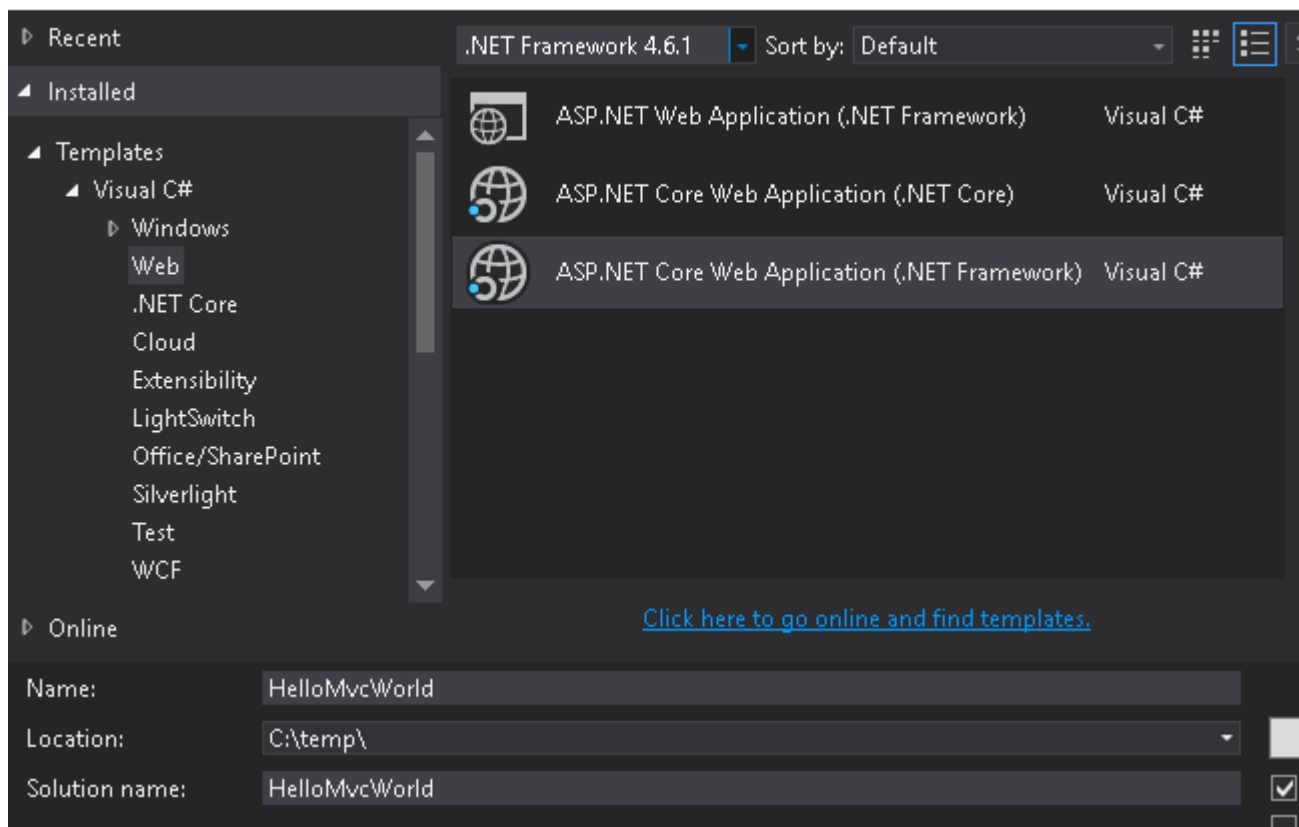 Recent
Installed
Templates
Visual C#
Windows
Web
.NET Core
Cloud
Extensibility
LightSwitch
Office/SharePoint
Silverlight
Test
WCF
Online
.NET Framework 4.6.1 Sort by: Default
ASP.NET Web Application (.NET Framework) Visual C#
ASP.NET Core Web Application (.NET Core) Visual C#
ASP.NET Core Web Application (.NET Framework) Visual C#
Click here to go online and find templates.
Name: HelloMvcWorld
Location: C:\temp\
Solution name: HelloMvcWorld